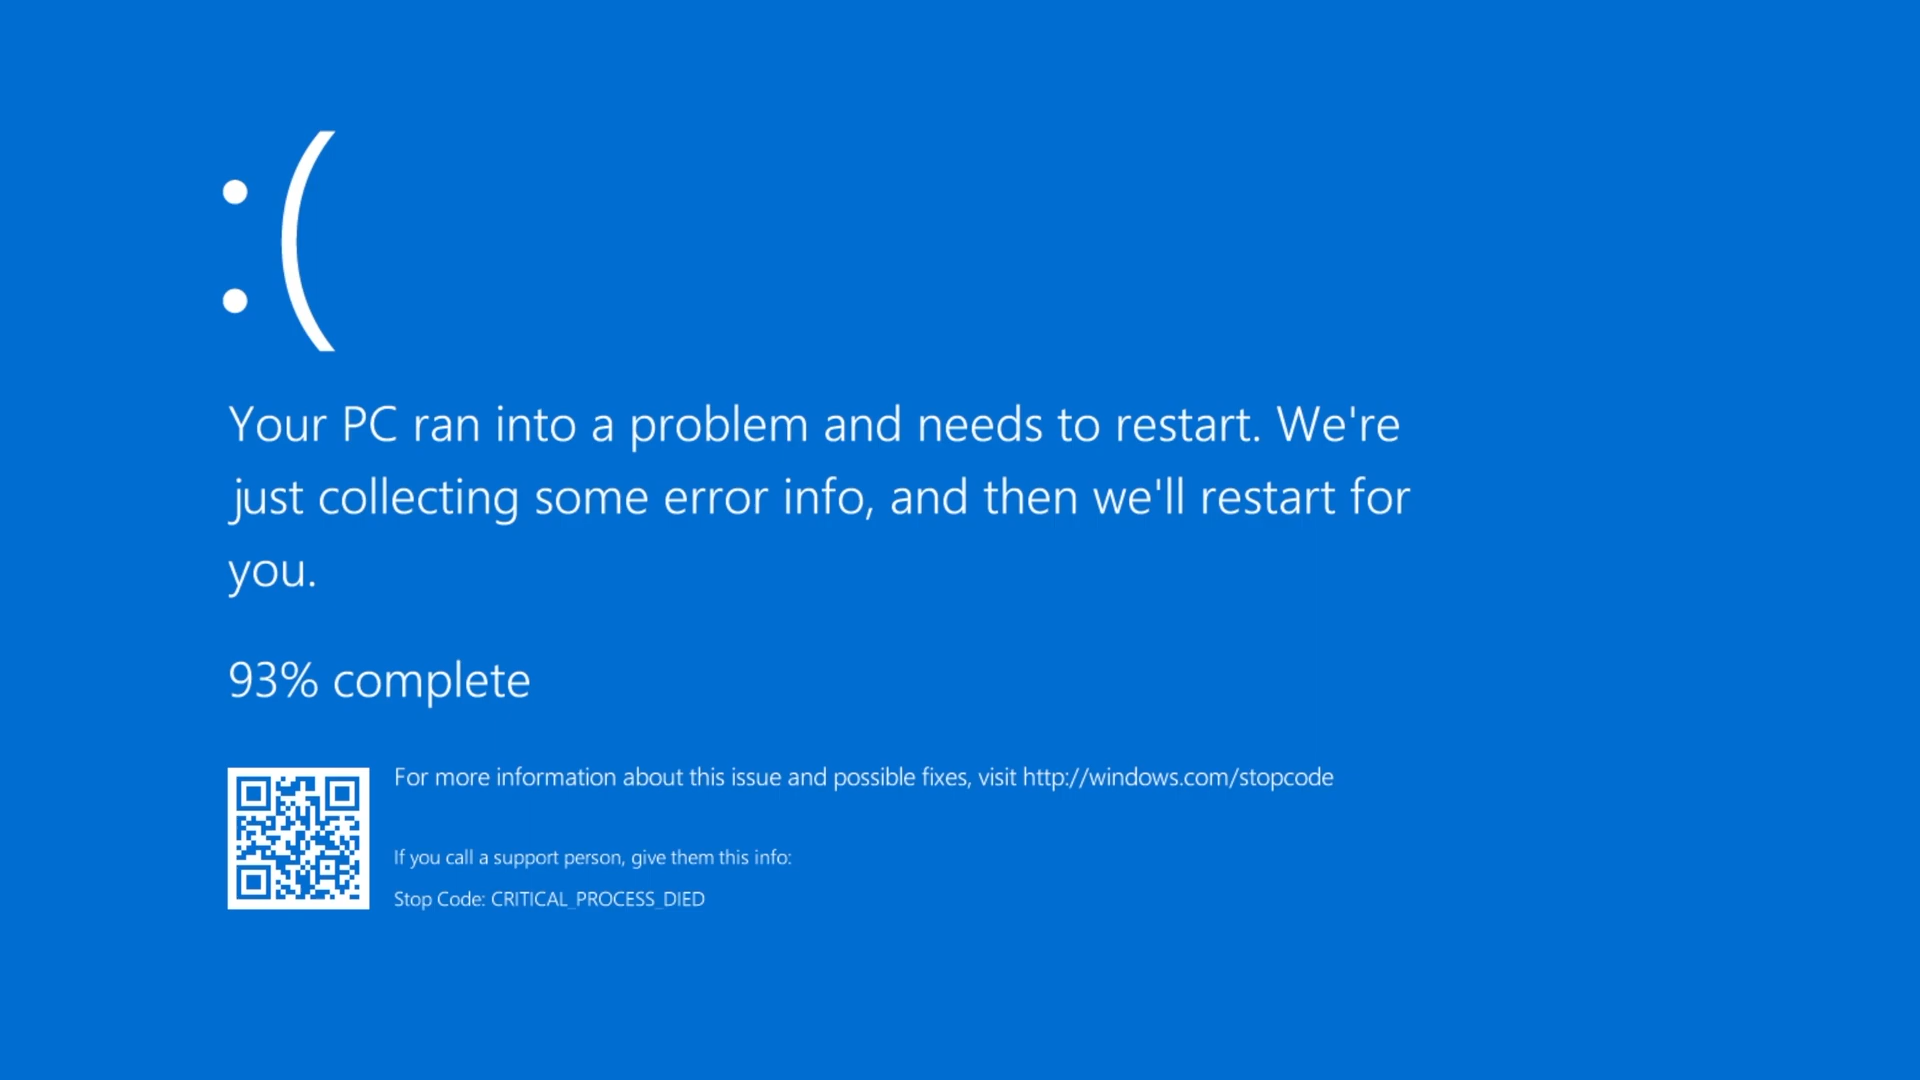 :(
Your PC ran into a problem and needs to restart. We're
just collecting some error info, and then we'll restart for
you.
93% complete
For more information about this issue and possible fixes, visit http://windows.com/stopcode
If you call a support person, give them this info:
Stop Code: CRITICAL_PROCESS_DIED